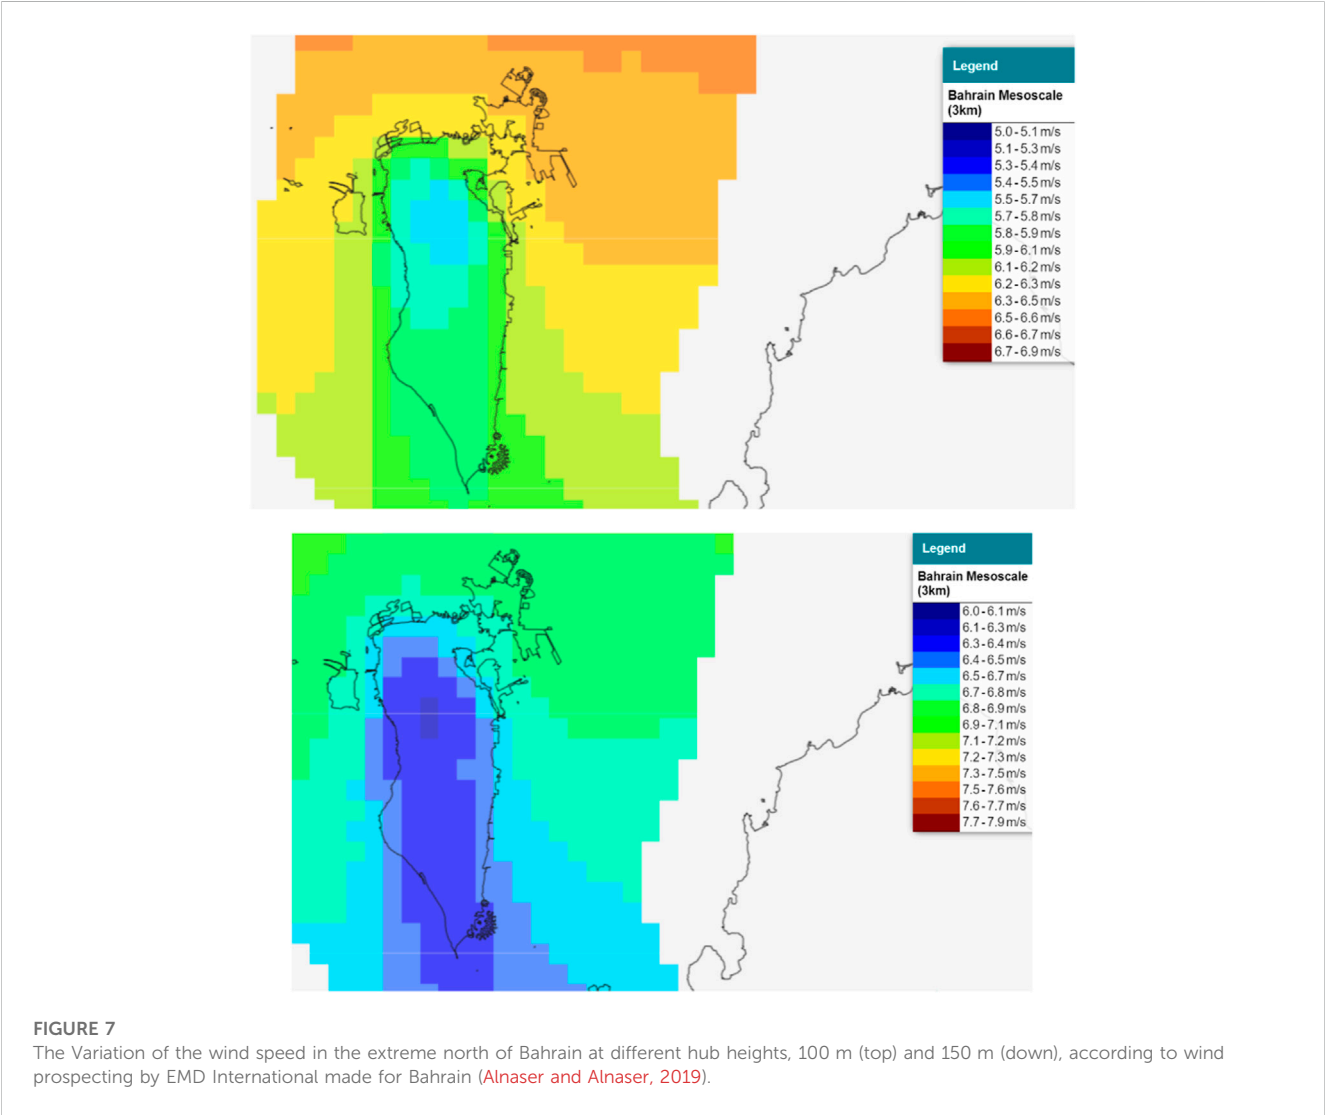 Legend
Bahrain Mesoscale
(3km)
5.0-5.1 m/s
5.1-5.3 m/s
5.3-5.4 m/s
5.4-5.5 m/s
5.5-5.7 m/s
5.7-5.8 m/s
5.8-5.9 m/s
5.9-6.1 m/s
6.1-6.2 m/s
6.2-6.3 m/s
6.3-6.5 m/s
6.5-6.6 m/s
6.6-6.7 m/s
6.7-6.9 m/s
Legend
Bahrain Mesoscale
(3km)
6.0-6.1 m/s
6.1-6.3 m/s
6.3-6.4 m/s
6.4-6.5 m/s
6.5-6.7 m/s
6.7-6.8 m/s
6.8-6.9 m/s
6.9-7.1 m/s
7.1-7.2 m/s
7.2-7.3 m/s
7.3-7.5 m/s
7.5-7.6 m/s
7.6-7.7 m/s
7.7-7.9 m/s
FIGURE 7
The Variation of the wind speed in the extreme north of Bahrain at different hub heights, 100 m (top) and 150 m (down), according to wind
prospecting by EMD International made for Bahrain (Alnaser and Alnaser, 2019).